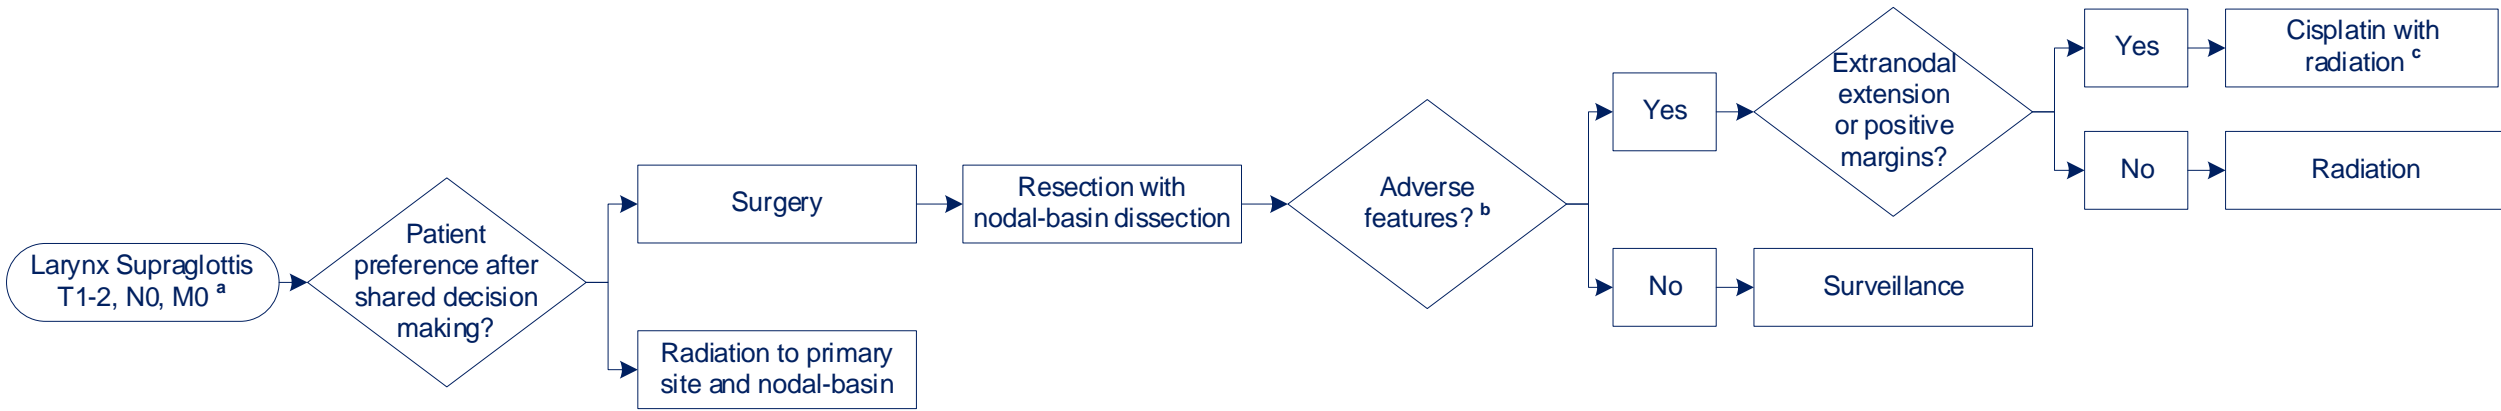 Larynx Supraglottis
T1-2, N0, M0 a
Patient
preference after
shared decision
making?
Surgery
Radiation to primary
site and nodal-basin
Resection with
nodal-basin dissection
Adverse
features? b
Yes
No
Surveillance
Extranodal
extension
or positive
margins?
Yes
Cisplatin with
radiation c
No
Radiation